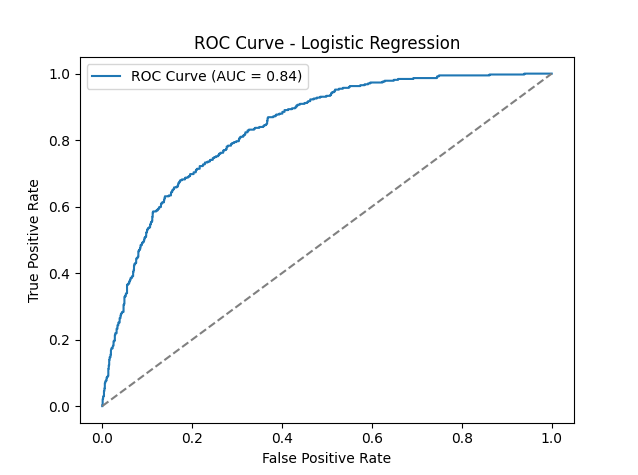 ROC Curve - Logistic Regression
ROC Curve (AUC = 0.84)
True Positive Rate
1.0
0.8
0.6
0.4
0.2
0.0
0.0 0.2 0.4 0.6 0.8 1.0
False Positive Rate